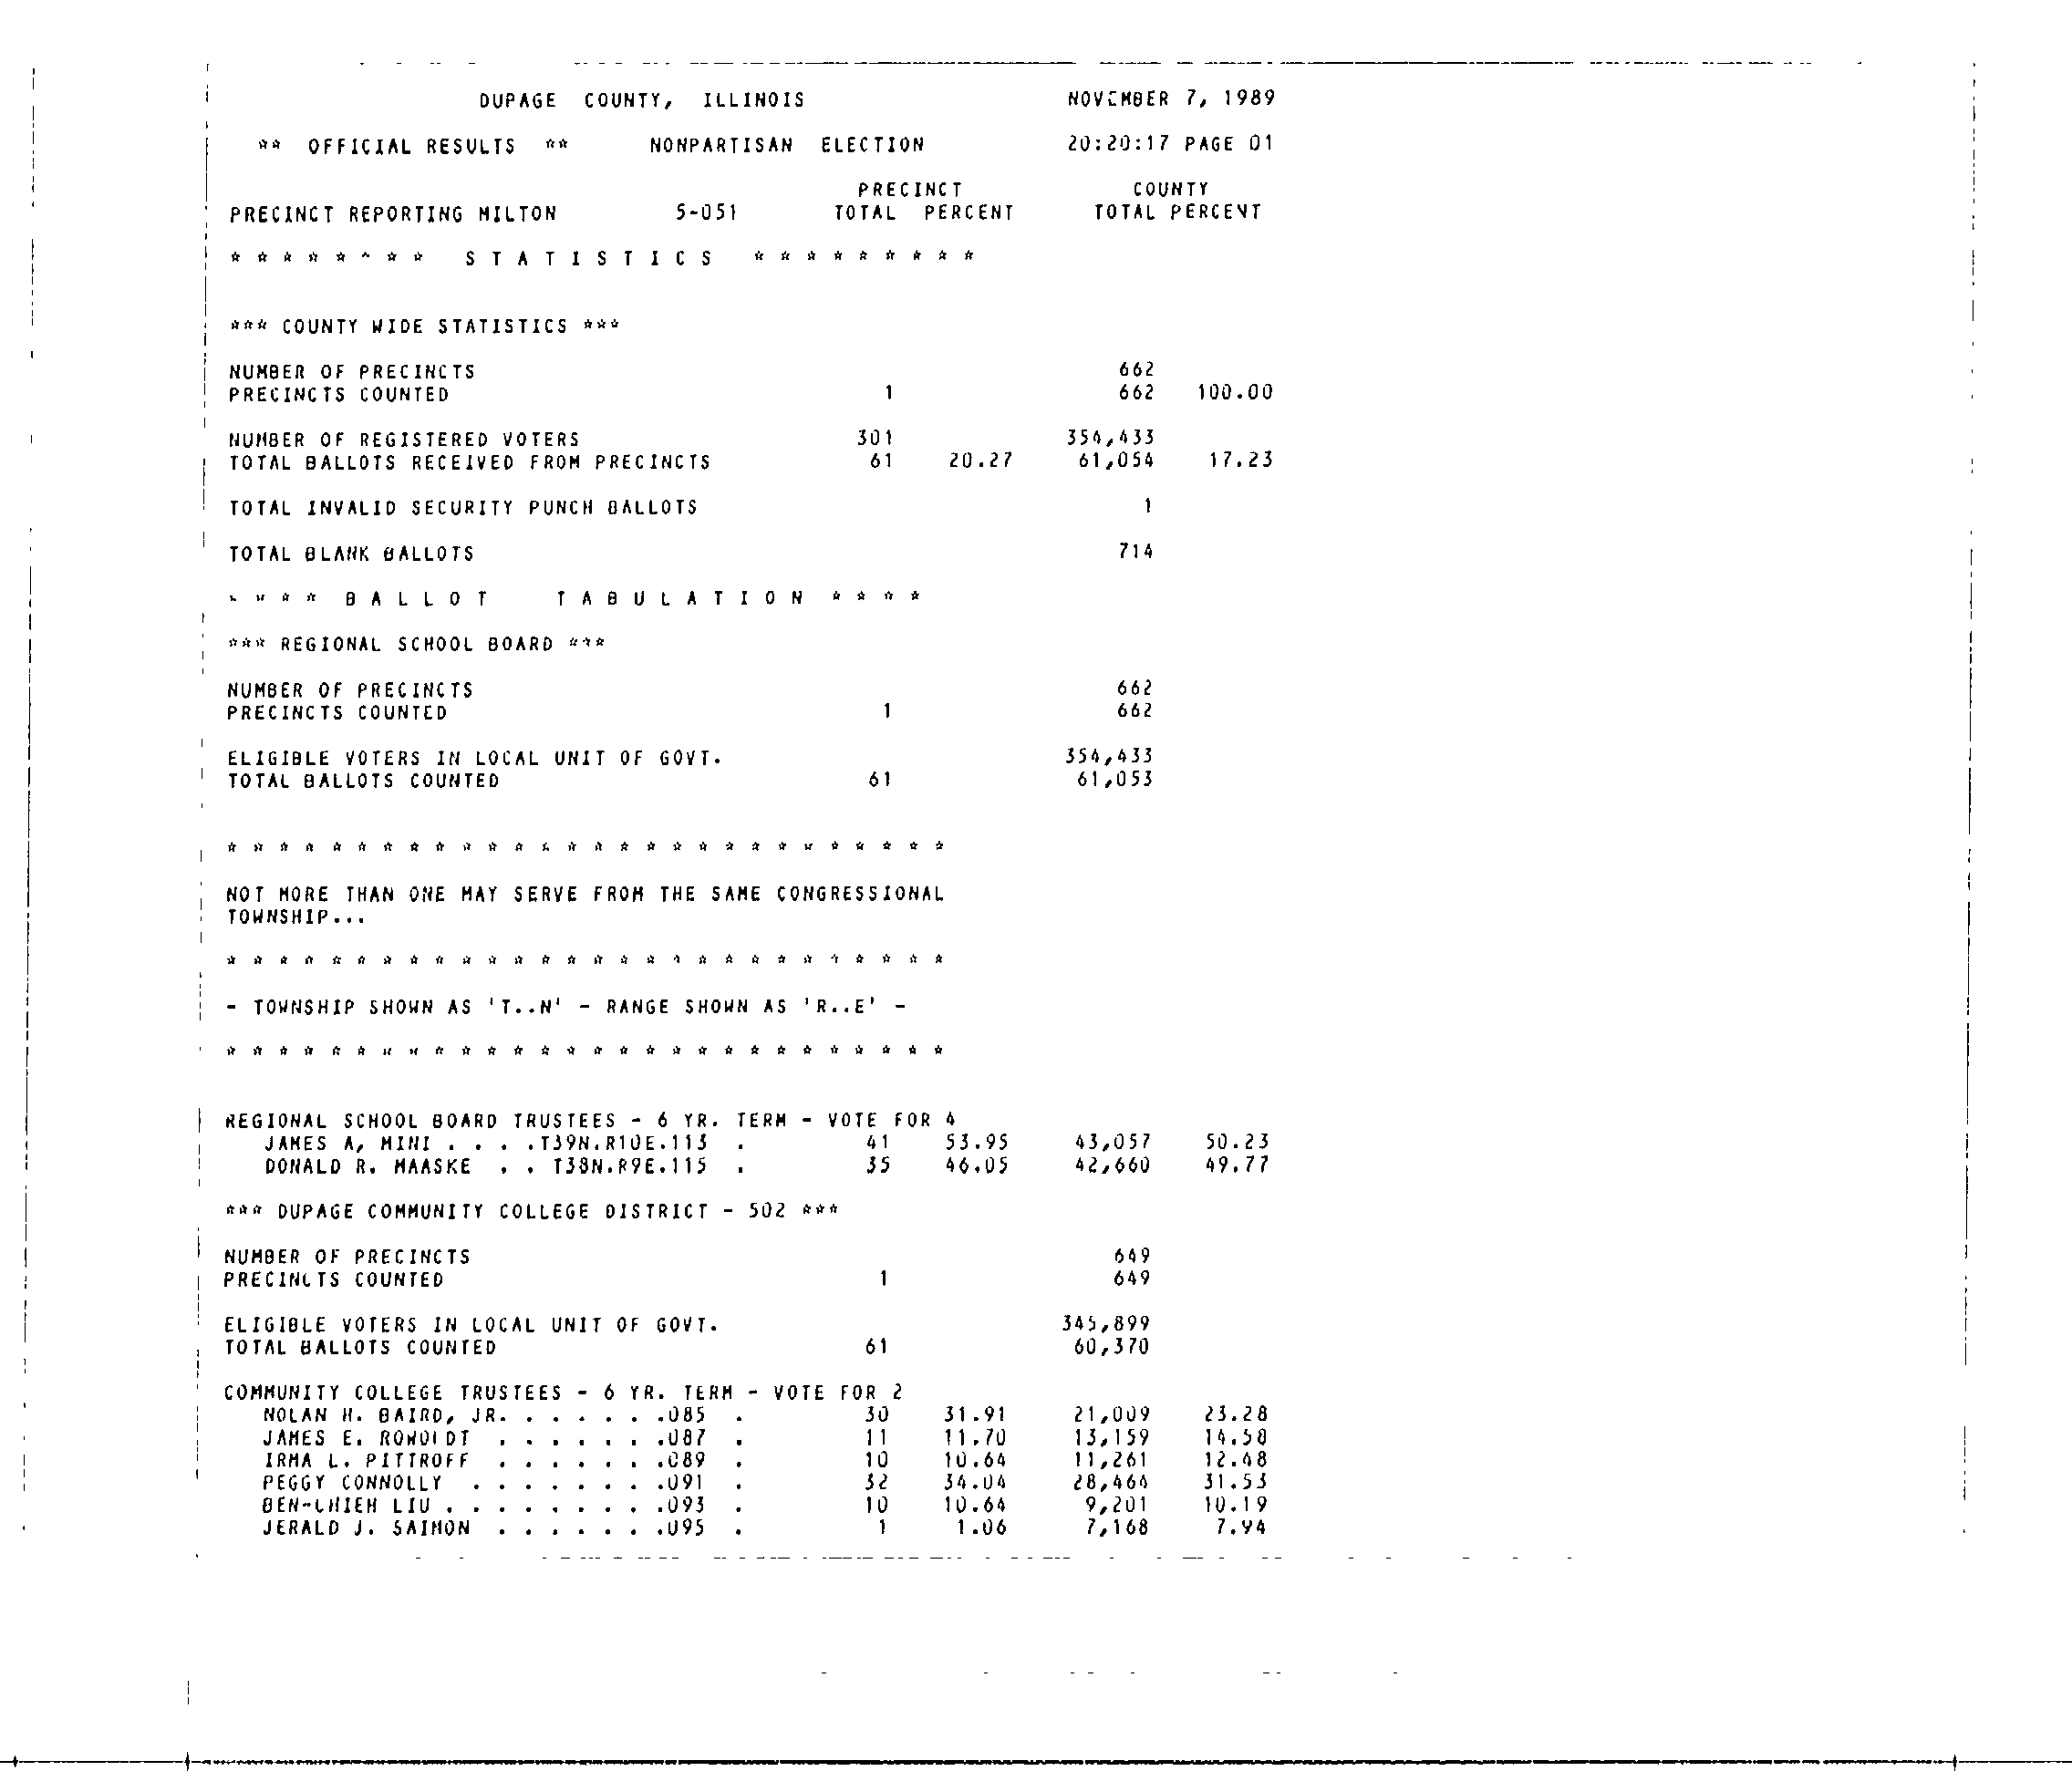 DUPAGE COUNTY, ILLINOIS NOVEMBER 7, 1989
** OFFICIAL RESULTS ** NONPARTISAN ELECTION 20:20:17 PAGE 01
PRECINCT COUNTY
PRECINCT REPORTING MILTON 5-051 TOTAL PERCENT TOTAL PERCENT
* * * * * * * * S T A T I S T I C S * * * * * * * * *
*** COUNTY WIDE STATISTICS ***
NUMBER OF PRECINCTS 662
PRECINCTS COUNTED 1 662 100.00
NUMBER OF REGISTERED VOTERS 301 354,433
TOTAL BALLOTS RECEIVED FROM PRECINCTS 61 20.27 61,054 17.23
TOTAL INVALID SECURITY PUNCH BALLOTS 1
TOTAL BLANK BALLOTS 714
* * * * B A L L O T T A B U L A T I O N * * * *
*** REGIONAL SCHOOL BOARD ***
NUMBER OF PRECINCTS 662
PRECINCTS COUNTED 1 662
ELIGIBLE VOTERS IN LOCAL UNIT OF GOVT. 354,433
TOTAL BALLOTS COUNTED 61 61,053
* * * * * * * * * * * * * * * * * * * * * * * * * * * *
NOT MORE THAN ONE MAY SERVE FROM THE SAME CONGRESSIONAL
TOWNSHIP...
* * * * * * * * * * * * * * * * * * * * * * * * * * * *
- TOWNSHIP SHOWN AS 'T..N' - RANGE SHOWN AS 'R..E' -
* * * * * * * * * * * * * * * * * * * * * * * * * * * *
REGIONAL SCHOOL BOARD TRUSTEES - 6 YR. TERM - VOTE FOR 4
JAMES A. MINI . . . .T39N.R10E.113 . 41 53.95 43,057 50.23
DONALD R. MAASKE . . T38N.R9E.115 . 35 46.05 42,660 49.77
*** DUPAGE COMMUNITY COLLEGE DISTRICT - 502 ***
NUMBER OF PRECINCTS 649
PRECINCTS COUNTED 1 649
ELIGIBLE VOTERS IN LOCAL UNIT OF GOVT. 345,899
TOTAL BALLOTS COUNTED 61 60,370
COMMUNITY COLLEGE TRUSTEES - 6 YR. TERM - VOTE FOR 2
NOLAN H. BAIRD, JR. . . . . . .085 . 30 31.91 21,009 23.28
JAMES E. ROWOLDT . . . . . . .087 . 11 11.70 13,159 14.58
IRMA L. PITTROFF . . . . . . .089 . 10 10.64 11,261 12.48
PEGGY CONNOLLY . . . . . . . .091 . 32 34.04 28,464 31.53
BEN-CHIEH LIU . . . . . . . . .093 . 10 10.64 9,201 10.19
JERALD J. SAIMON . . . . . . .095 . 1 1.06 7,168 7.94